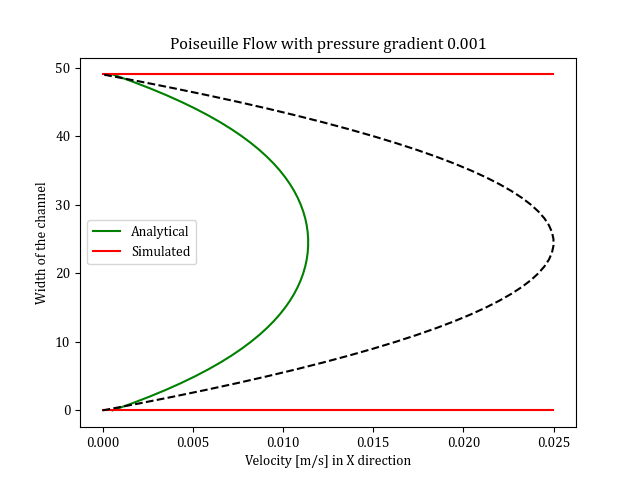 Poiseuille Flow with pressure gradient 0.001
50
40
30
20
10
0
Width of the channel
Analytical
Simulated
0.000 0.005 0.010 0.015 0.020 0.025
Velocity [m/s] in X direction